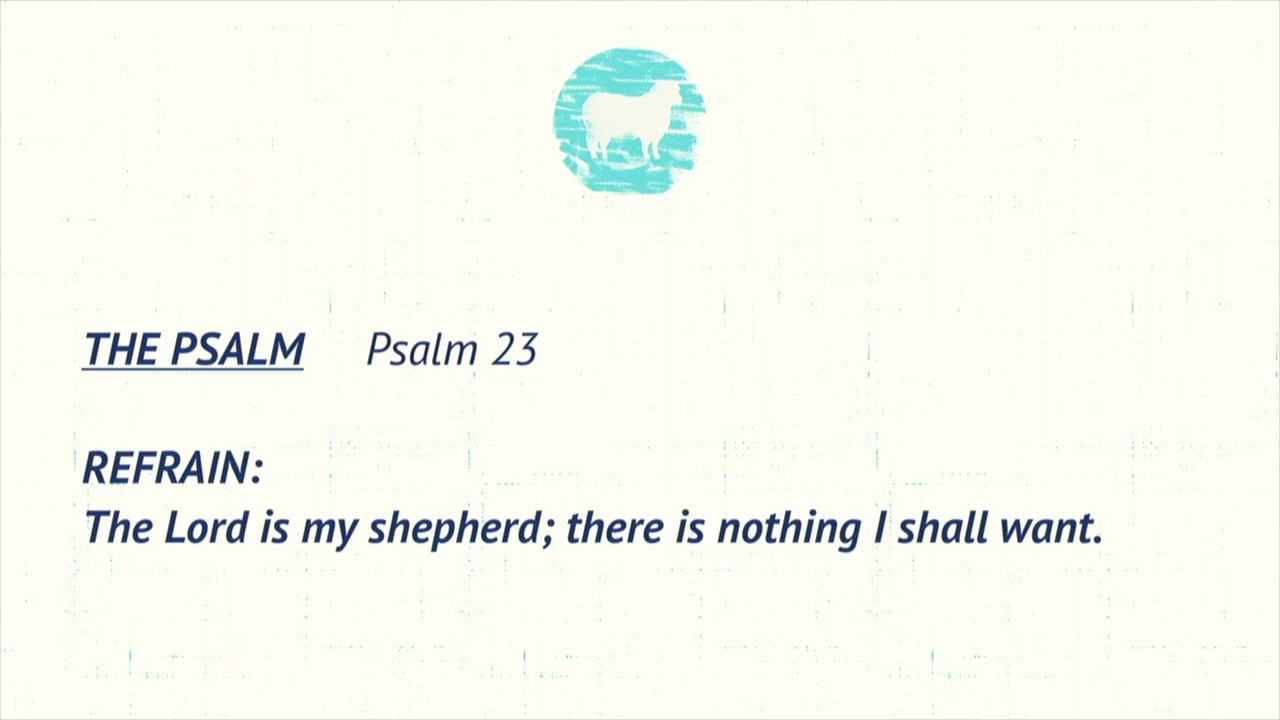 THE PSALM Psalm 23
REFRAIN:
The Lord is my shepherd; there is nothing I shall want.